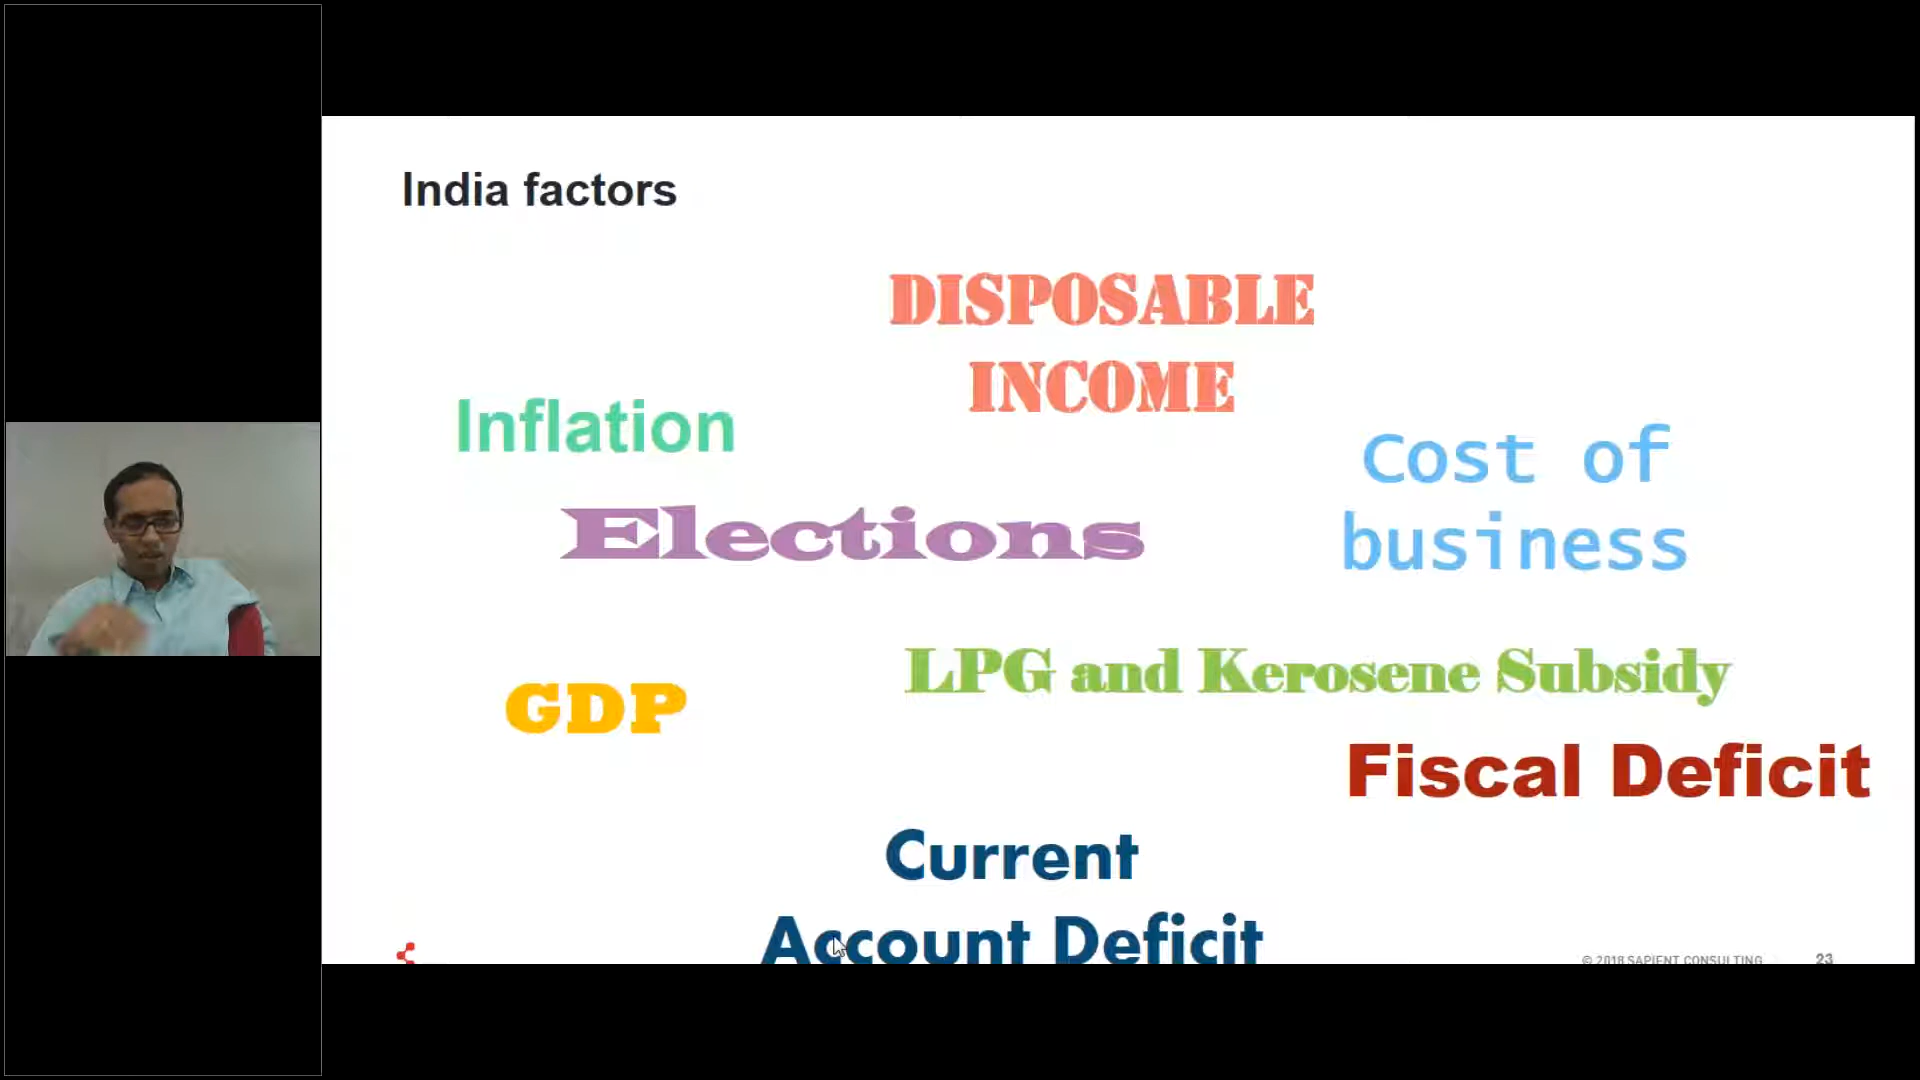 India factors
DISPOSABLE
INCOME
Inflation
Cost of
business
Elections
LPG and Kerosene Subsidy
GDP
Fiscal Deficit
Current
Account Deficit
© 2018 SAPIENT CONSULTING 23